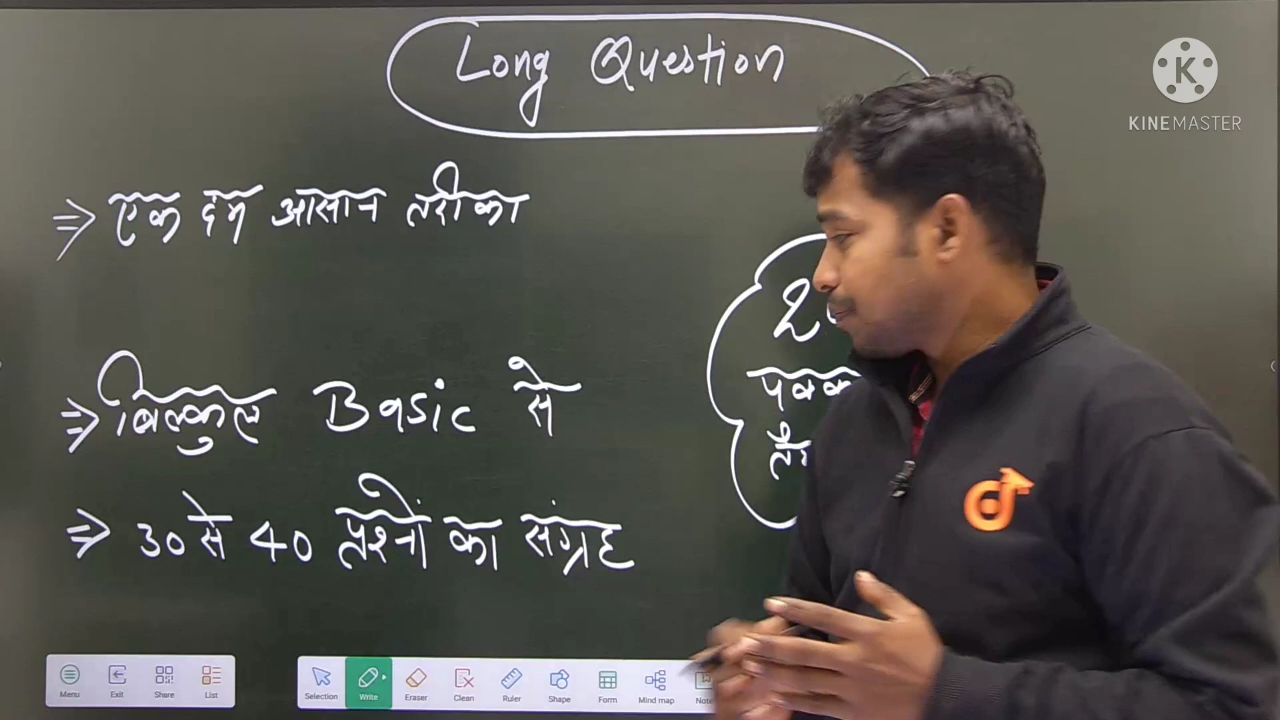 Long Question
KINEMASTER
⇒ एक दम आसान तरीका
⇒ बिल्कुल Basic से
⇒ 30 से 40 प्रश्नों का संग्रह
Menu Exit Share List Selection Write Eraser Clean Ruler Shape Form Mind map